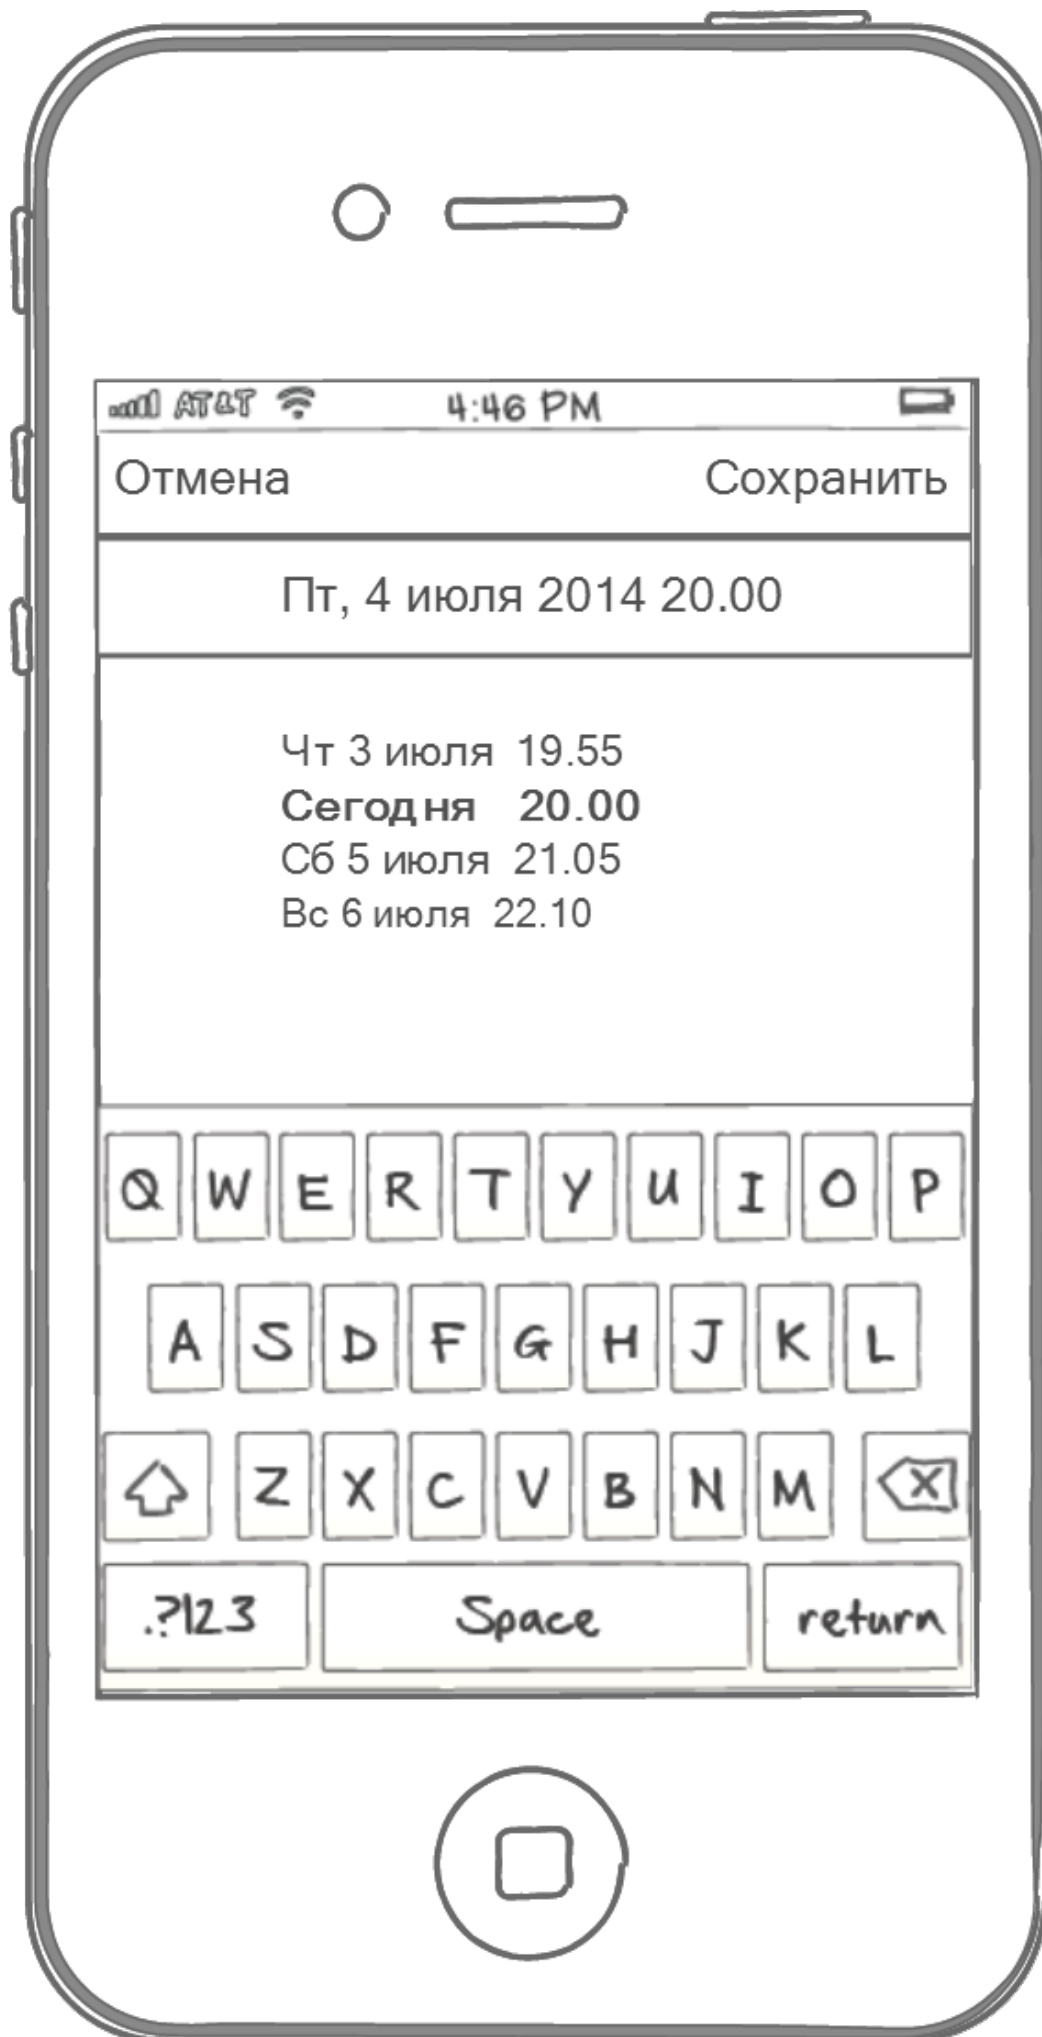 AT&T 4:46 PM
Отмена Сохранить
Пт, 4 июля 2014 20.00
Чт 3 июля 19.55
Сегодня 20.00
Сб 5 июля 21.05
Вс 6 июля 22.10
Q W E R T Y U I O P
A S D F G H J K L
Z X C V B N M X
.?123 Space return